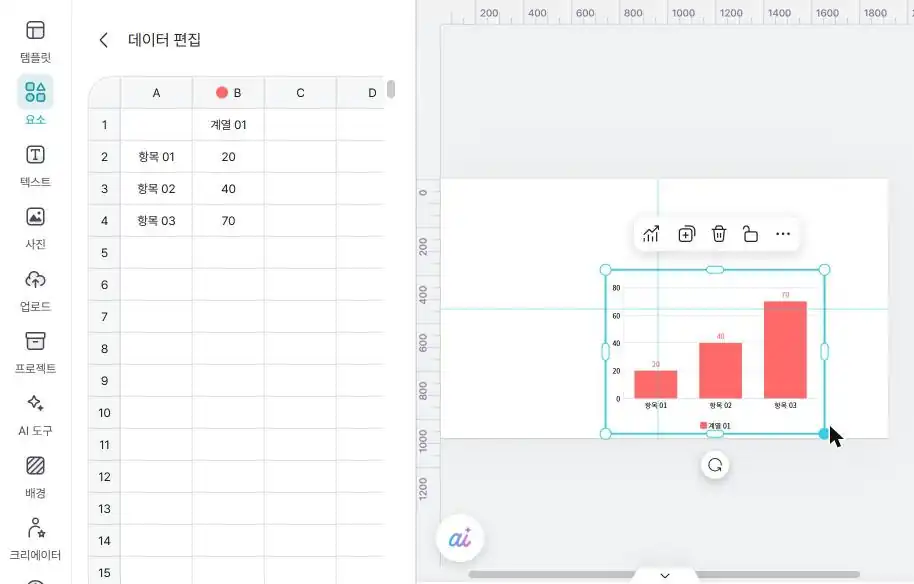 템플릿
요소
텍스트
사진
업로드
프로젝트
AI 도구
배경
크리에이터
데이터 편집
A B C D
1 계열 01
2 항목 01 20
3 항목 02 40
4 항목 03 70
5
6
7
8
9
10
11
12
13
14
15
200 400 600 800 1000 1200 1400 1600 1800
0
200
400
600
800
1000
1200
80
60
40
20
0
20
40
70
항목 01 항목 02 항목 03
계열 01
ai